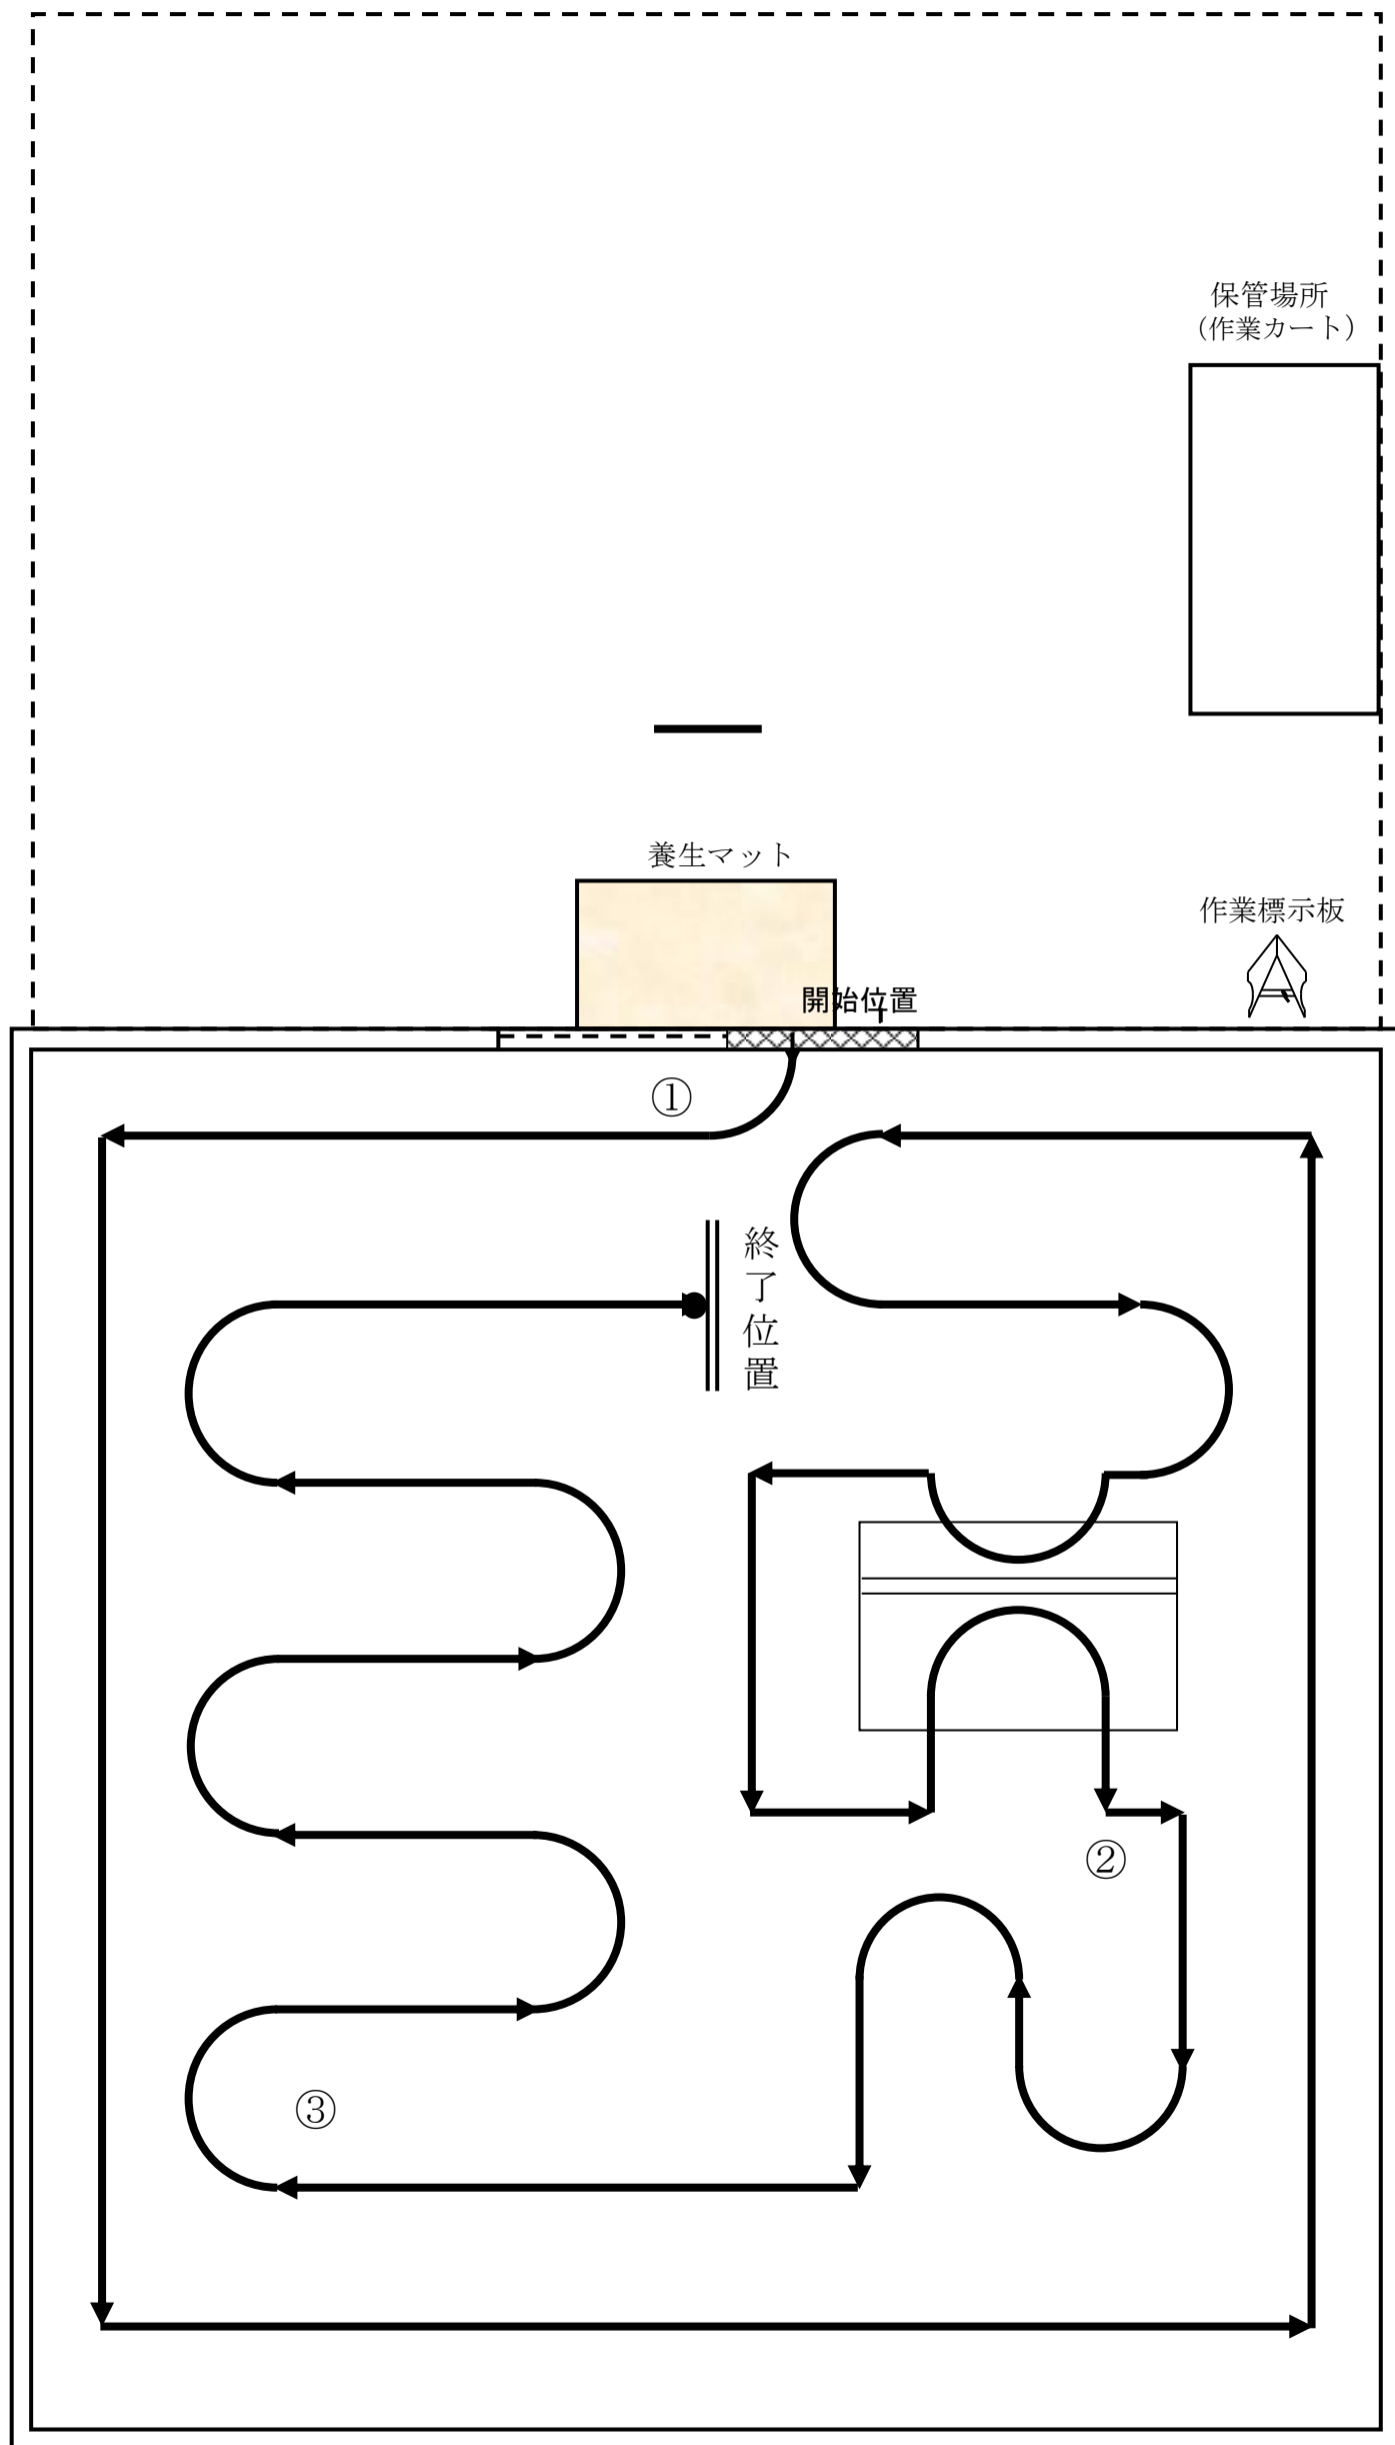 保管場所
（作業カート）
養生マット
作業標示板
開始位置
①
終了位置
②
③